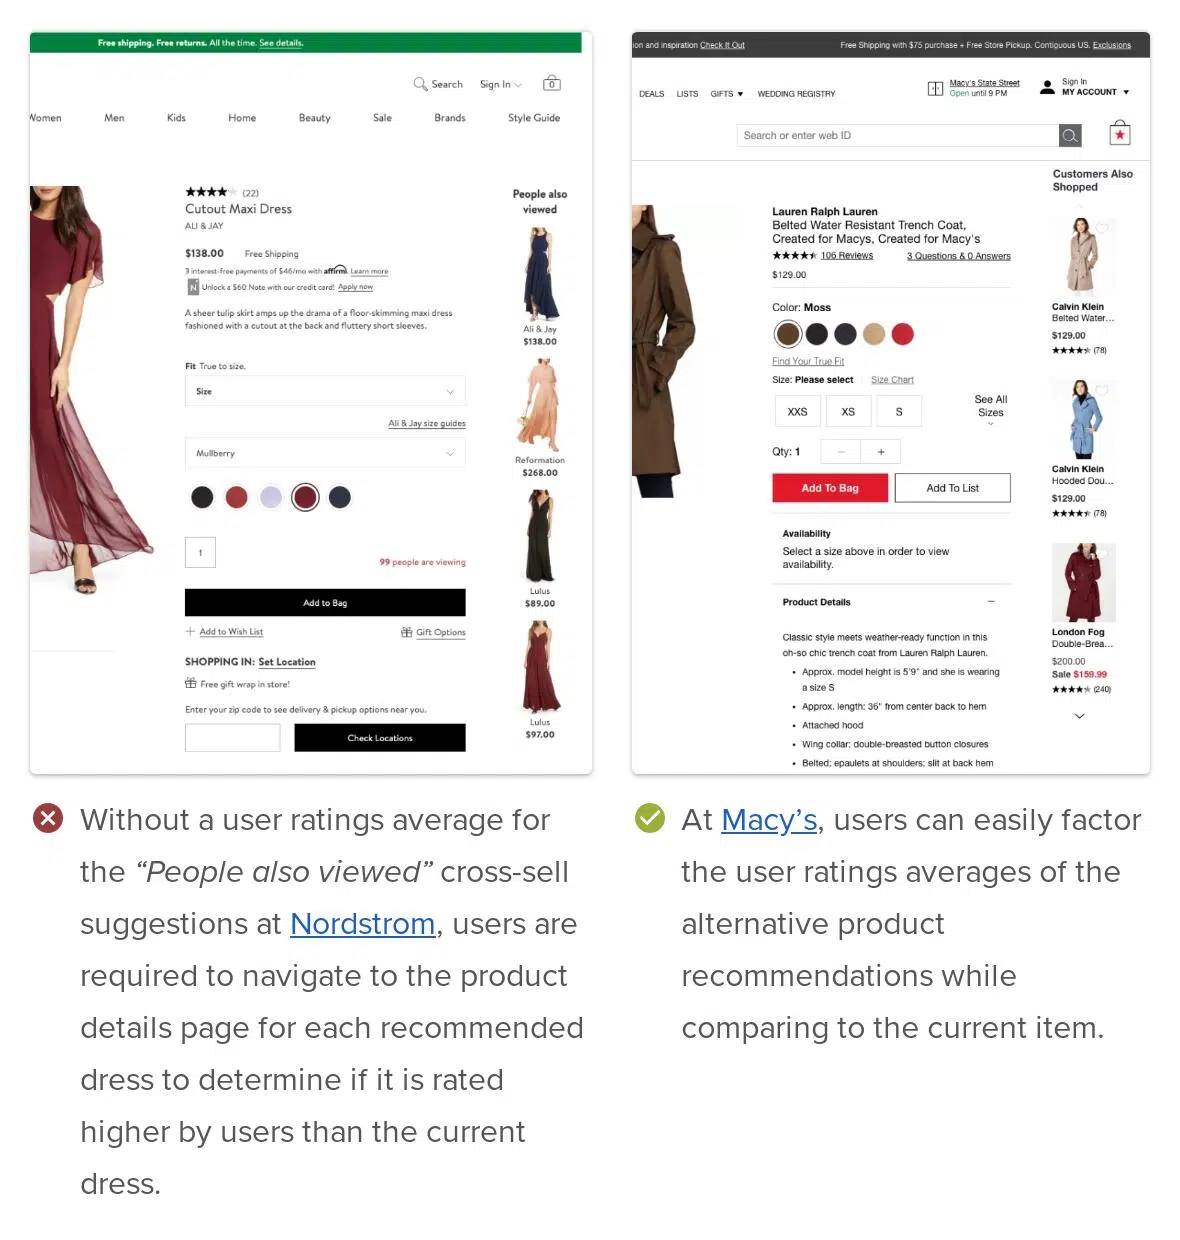 Free shipping. Free returns. All the time. See details.
Search
Sign In
0
Women
Men
Kids
Home
Beauty
Sale
Brands
Style Guide
(22)
Cutout Maxi Dress
ALI & JAY
$138.00
Free Shipping
3 interest-free payments of $46/mo with affirm. Learn more
N
Unlock a $60 Note with our credit card! Apply now
A sheer tulip skirt amps up the drama of a floor-skimming maxi dress
fashioned with a cutout at the back and fluttery short sleeves.
Fit True to size.
Size
Ali & Jay size guides
Mullberry
1
99 people are viewing
Add to Bag
Add to Wish List
Gift Options
SHOPPING IN: Set Location
Free gift wrap in store!
Enter your zip code to see delivery & pickup options near you.
Check Locations
People also
viewed
Ali & Jay
$138.00
Reformation
$268.00
Lulus
$89.00
Lulus
$97.00
ion and inspiration Check It Out
Free Shipping with $75 purchase + Free Store Pickup. Contiguous US. Exclusions
DEALS
LISTS
GIFTS
WEDDING REGISTRY
Macy's State Street
Open until 9 PM
Sign In
MY ACCOUNT
Search or enter web ID
Lauren Ralph Lauren
Belted Water Resistant Trench Coat,
Created for Macys, Created for Macy's
106 Reviews
3 Questions & 0 Answers
$129.00
Color: Moss
Find Your True Fit
Size: Please select
Size Chart
XXS
XS
S
See All
Sizes
Qty: 1
−
+
Add To Bag
Add To List
Availability
Select a size above in order to view
availability.
Product Details
Classic style meets weather-ready function in this
oh-so chic trench coat from Lauren Ralph Lauren.
• Approx. model height is 5'9" and she is wearing
a size S
• Approx. length: 36" from center back to hem
• Attached hood
• Wing collar; double-breasted button closures
• Belted; epaulets at shoulders; slit at back hem
Customers Also
Shopped
Calvin Klein
Belted Water...
$129.00
(78)
Calvin Klein
Hooded Dou...
$129.00
(78)
London Fog
Double-Brea...
$200.00
Sale $159.99
(240)
Without a user ratings average for
the “People also viewed” cross-sell
suggestions at Nordstrom, users are
required to navigate to the product
details page for each recommended
dress to determine if it is rated
higher by users than the current
dress.
At Macy’s, users can easily factor
the user ratings averages of the
alternative product
recommendations while
comparing to the current item.